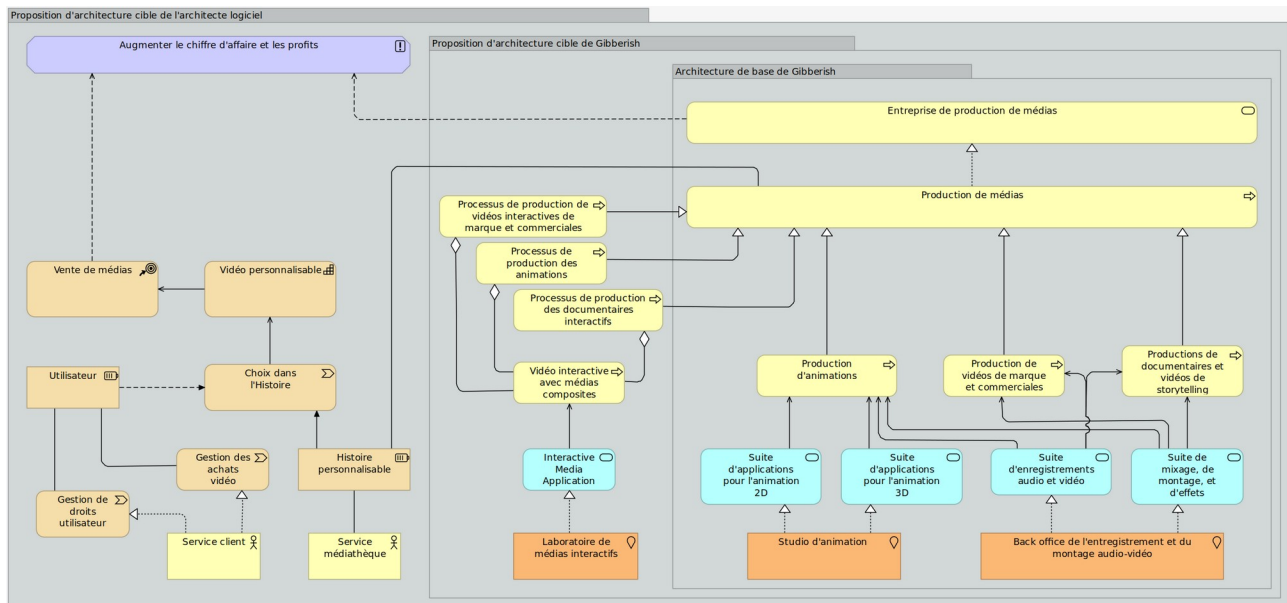 Proposition d'architecture cible de l'architecte logiciel
Augmenter le chiffre d'affaire et les profits
Proposition d'architecture cible de Gibberish
Architecture de base de Gibberish
Entreprise de production de médias
Production de médias
Processus de production de
vidéos interactives de
marque et commerciales
Processus de
production des
animations
Processus de production
des documentaires
interactifs
Vente de médias
Vidéo personnalisable
Utilisateur
Choix dans
l'Histoire
Vidéo interactive
avec médias
composites
Production
d'animations
Production de
vidéos de marque
et commerciales
Productions de
documentaires et
vidéos de
storytelling
Gestion des
achats
vidéo
Histoire
personnalisable
Interactive
Media
Application
Suite
d'applications
pour l'animation
2D
Suite
d'applications
pour l'animation
3D
Suite
d'enregistrements
audio et vidéo
Suite de
mixage, de
montage, et
d'effets
Gestion de
droits
utilisateur
Service client
Service
médiathèque
Laboratoire de
médias interactifs
Studio d'animation
Back office de l'entregistrement et du
montage audio-vidéo